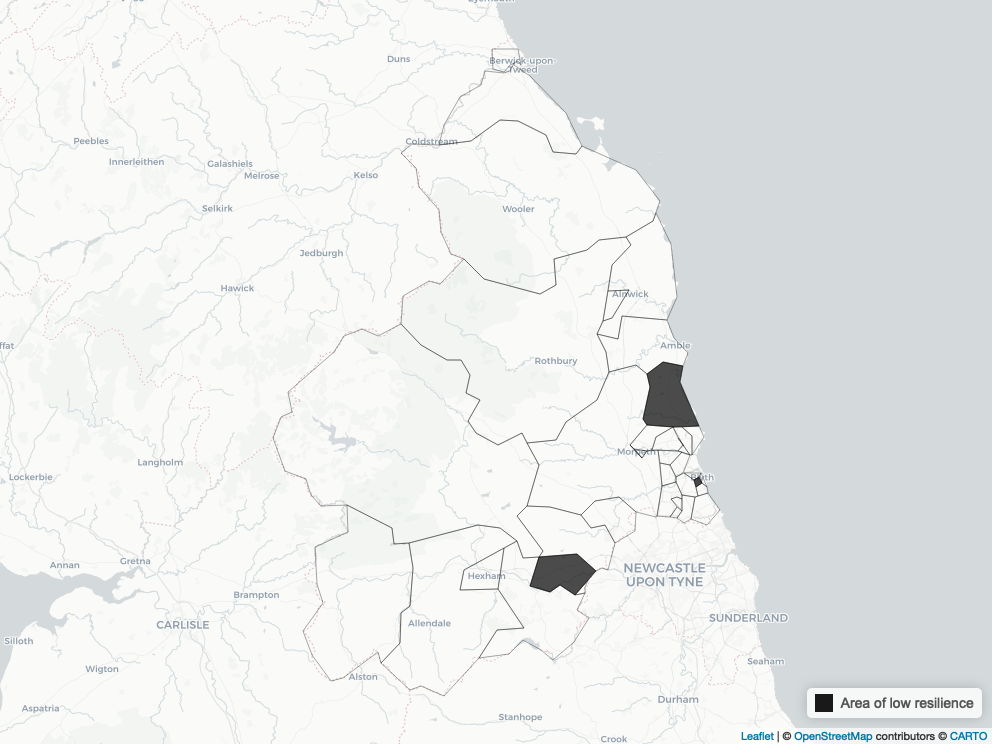 Eyemouth
Duns
Berwick-upon
Tweed
Coldstream
Peebles
Innerleithen
Galashiels
Melrose
Kelso
Selkirk
Wooler
Jedburgh
Hawick
Alnwick
Amble
Rothbury
ffat
Morpeth
Langholm
Lockerbie
Blyth
Annan
Gretna
NEWCASTLE
UPON TYNE
Hexham
Brampton
CARLISLE
Allendale
SUNDERLAND
Silloth
Seaham
Wigton
Alston
Durham
Aspatria
Stanhope
Crook
Area of low resilience
Leaflet | © OpenStreetMap contributors © CARTO